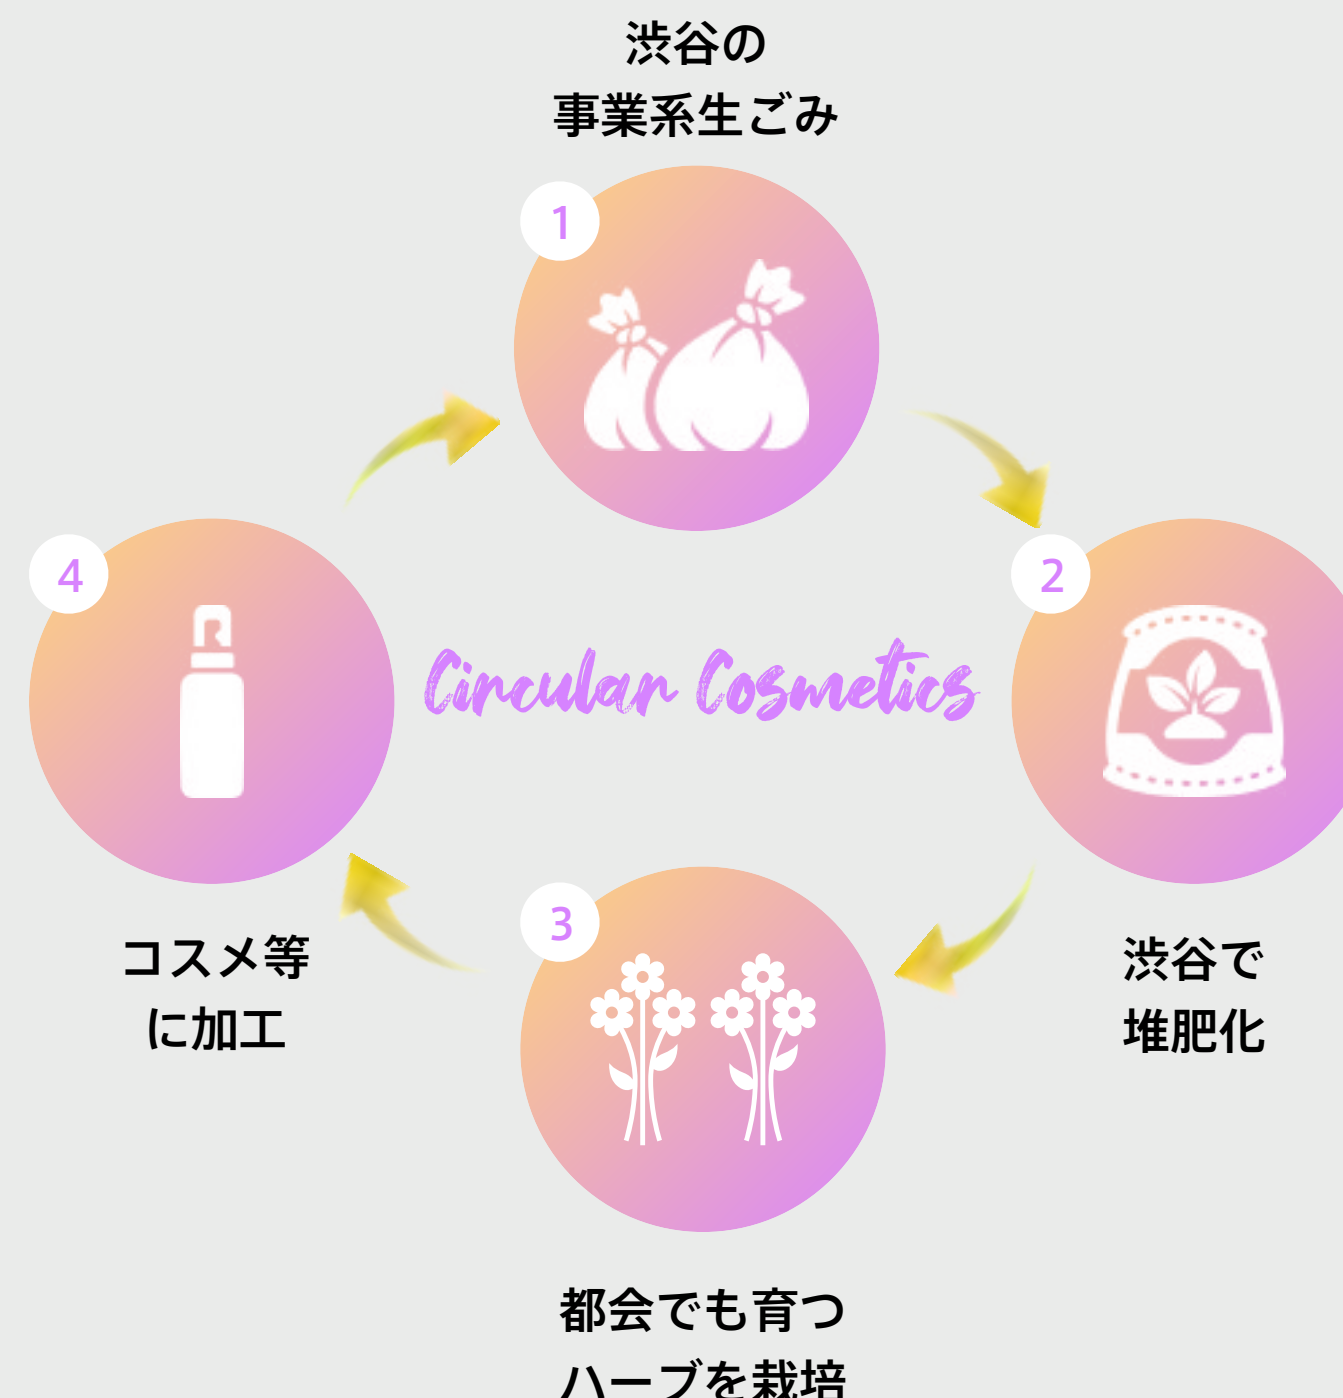 渋谷の
事業系生ごみ
1
4
2
Circular Cosmetics
3
コスメ等
に加工
渋谷で
堆肥化
都会でも育つ
ハーブを栽培